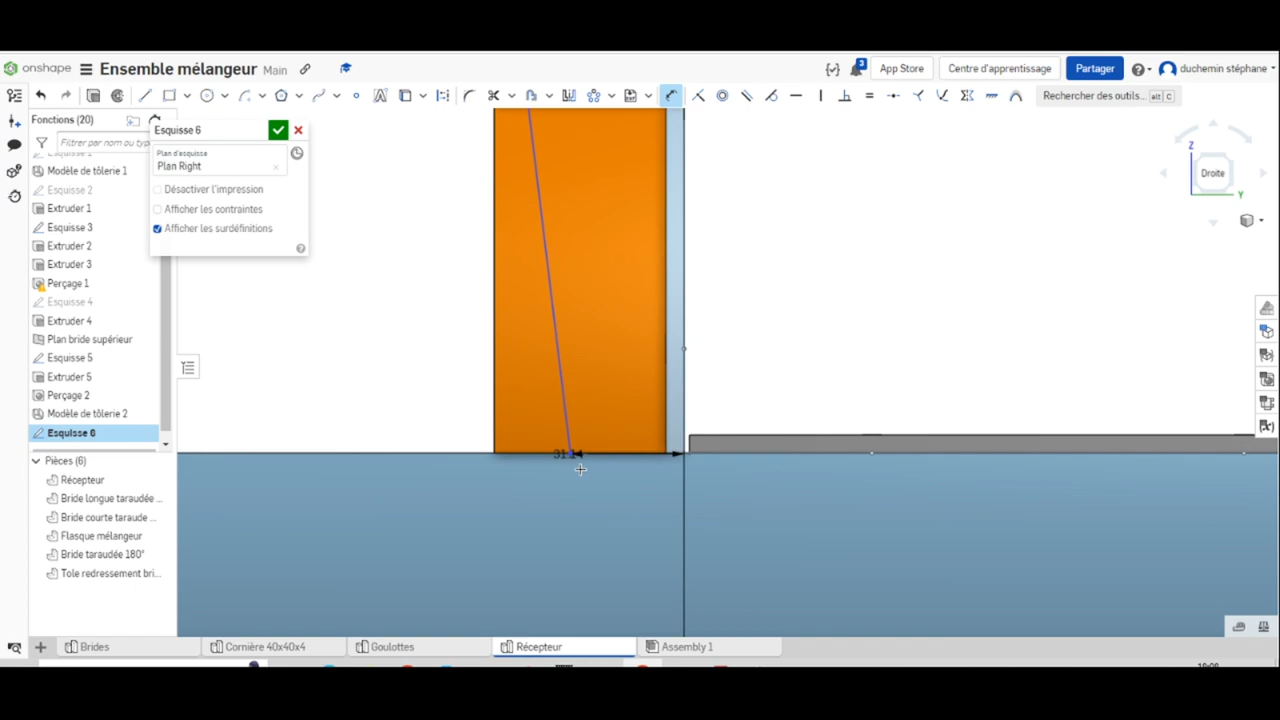 onshape Ensemble mélangeur Main
3
App Store
Centre d'apprentissage
Partager
duchemin stéphane
Rechercher des outils... alt C
Fonctions (20)
Filtrer par nom ou type
Modèle de tôlerie 1
Esquisse 2
Extruder 1
Esquisse 3
Extruder 2
Extruder 3
Perçage 1
Esquisse 4
Extruder 4
Plan bride supérieur
Esquisse 5
Extruder 5
Perçage 2
Modèle de tôlerie 2
Esquisse 6
Pièces (6)
Récepteur
Bride longue taraudée ...
Bride courte taraude ...
Flasque mélangeur
Bride taraudée 180°
Tole redressement bri...
Esquisse 6
Plan d'esquisse
Plan Right
Désactiver l'impression
Afficher les contraintes
Afficher les surdéfinitions
Z
Droite
Y
Brides
Cornière 40x40x4
Goulottes
Récepteur
Assembly 1